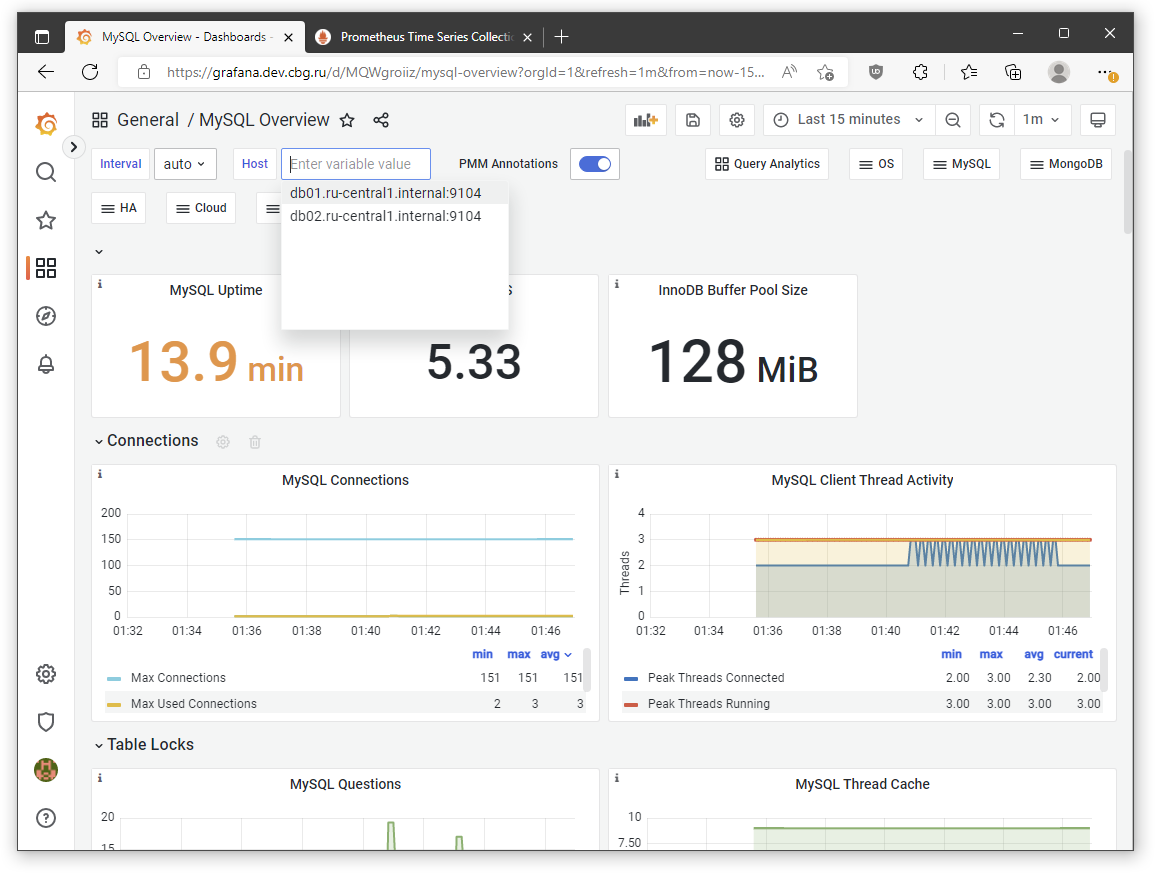 MySQL Overview - Dashboards -
Prometheus Time Series Collectio
https://grafana.dev.cbg.ru/d/MQWgroiiz/mysql-overview?orgId=1&refresh=1m&from=now-15...
General / MySQL Overview
Last 15 minutes
1m
Interval auto Host Enter variable value PMM Annotations Query Analytics OS MySQL MongoDB
db01.ru-central1.internal:9104
db02.ru-central1.internal:9104
HA Cloud
MySQL Uptime
S
InnoDB Buffer Pool Size
13.9 min
5.33
128 MiB
Connections
MySQL Connections
200
150
100
50
0
01:32 01:34 01:36 01:38 01:40 01:42 01:44 01:46
min max avg
Max Connections 151 151 151
Max Used Connections 2 3 3
MySQL Client Thread Activity
Threads
4
3
2
1
0
01:32 01:34 01:36 01:38 01:40 01:42 01:44 01:46
min max avg current
Peak Threads Connected 2.00 3.00 2.30 2.00
Peak Threads Running 3.00 3.00 3.00 3.00
Table Locks
MySQL Questions
20
15
MySQL Thread Cache
10
7.50